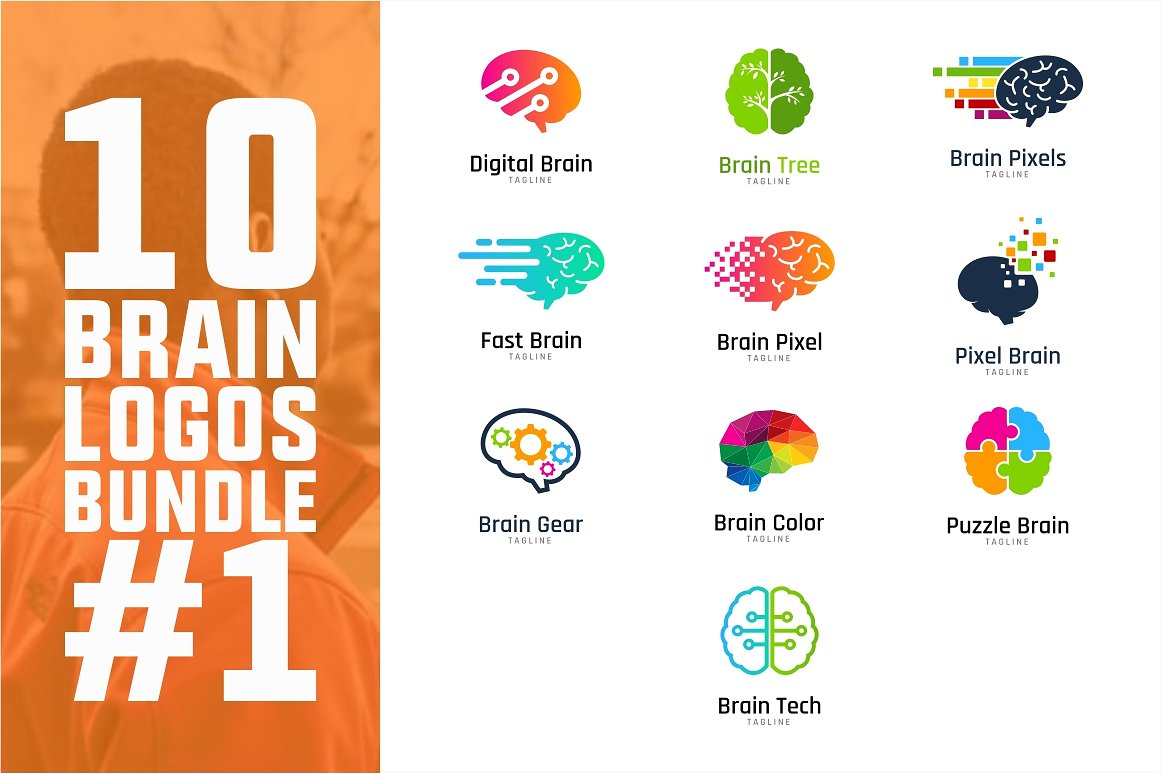 10
BRAIN
LOGOS
BUNDLE
#1
Digital Brain
TAGLINE
Brain Tree
TAGLINE
Brain Pixels
TAGLINE
Fast Brain
TAGLINE
Brain Pixel
TAGLINE
Pixel Brain
TAGLINE
Brain Gear
TAGLINE
Brain Color
TAGLINE
Puzzle Brain
TAGLINE
Brain Tech
TAGLINE